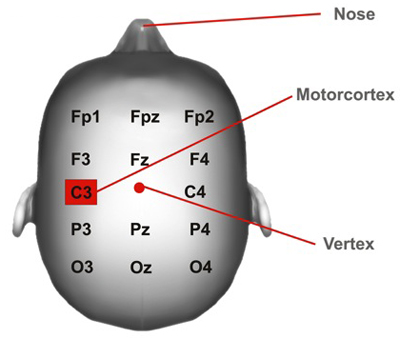 Nose
Motorcortex
Fp1 Fpz Fp2
F3 Fz F4
C3 C4
P3 Pz P4
Vertex
O3 Oz O4